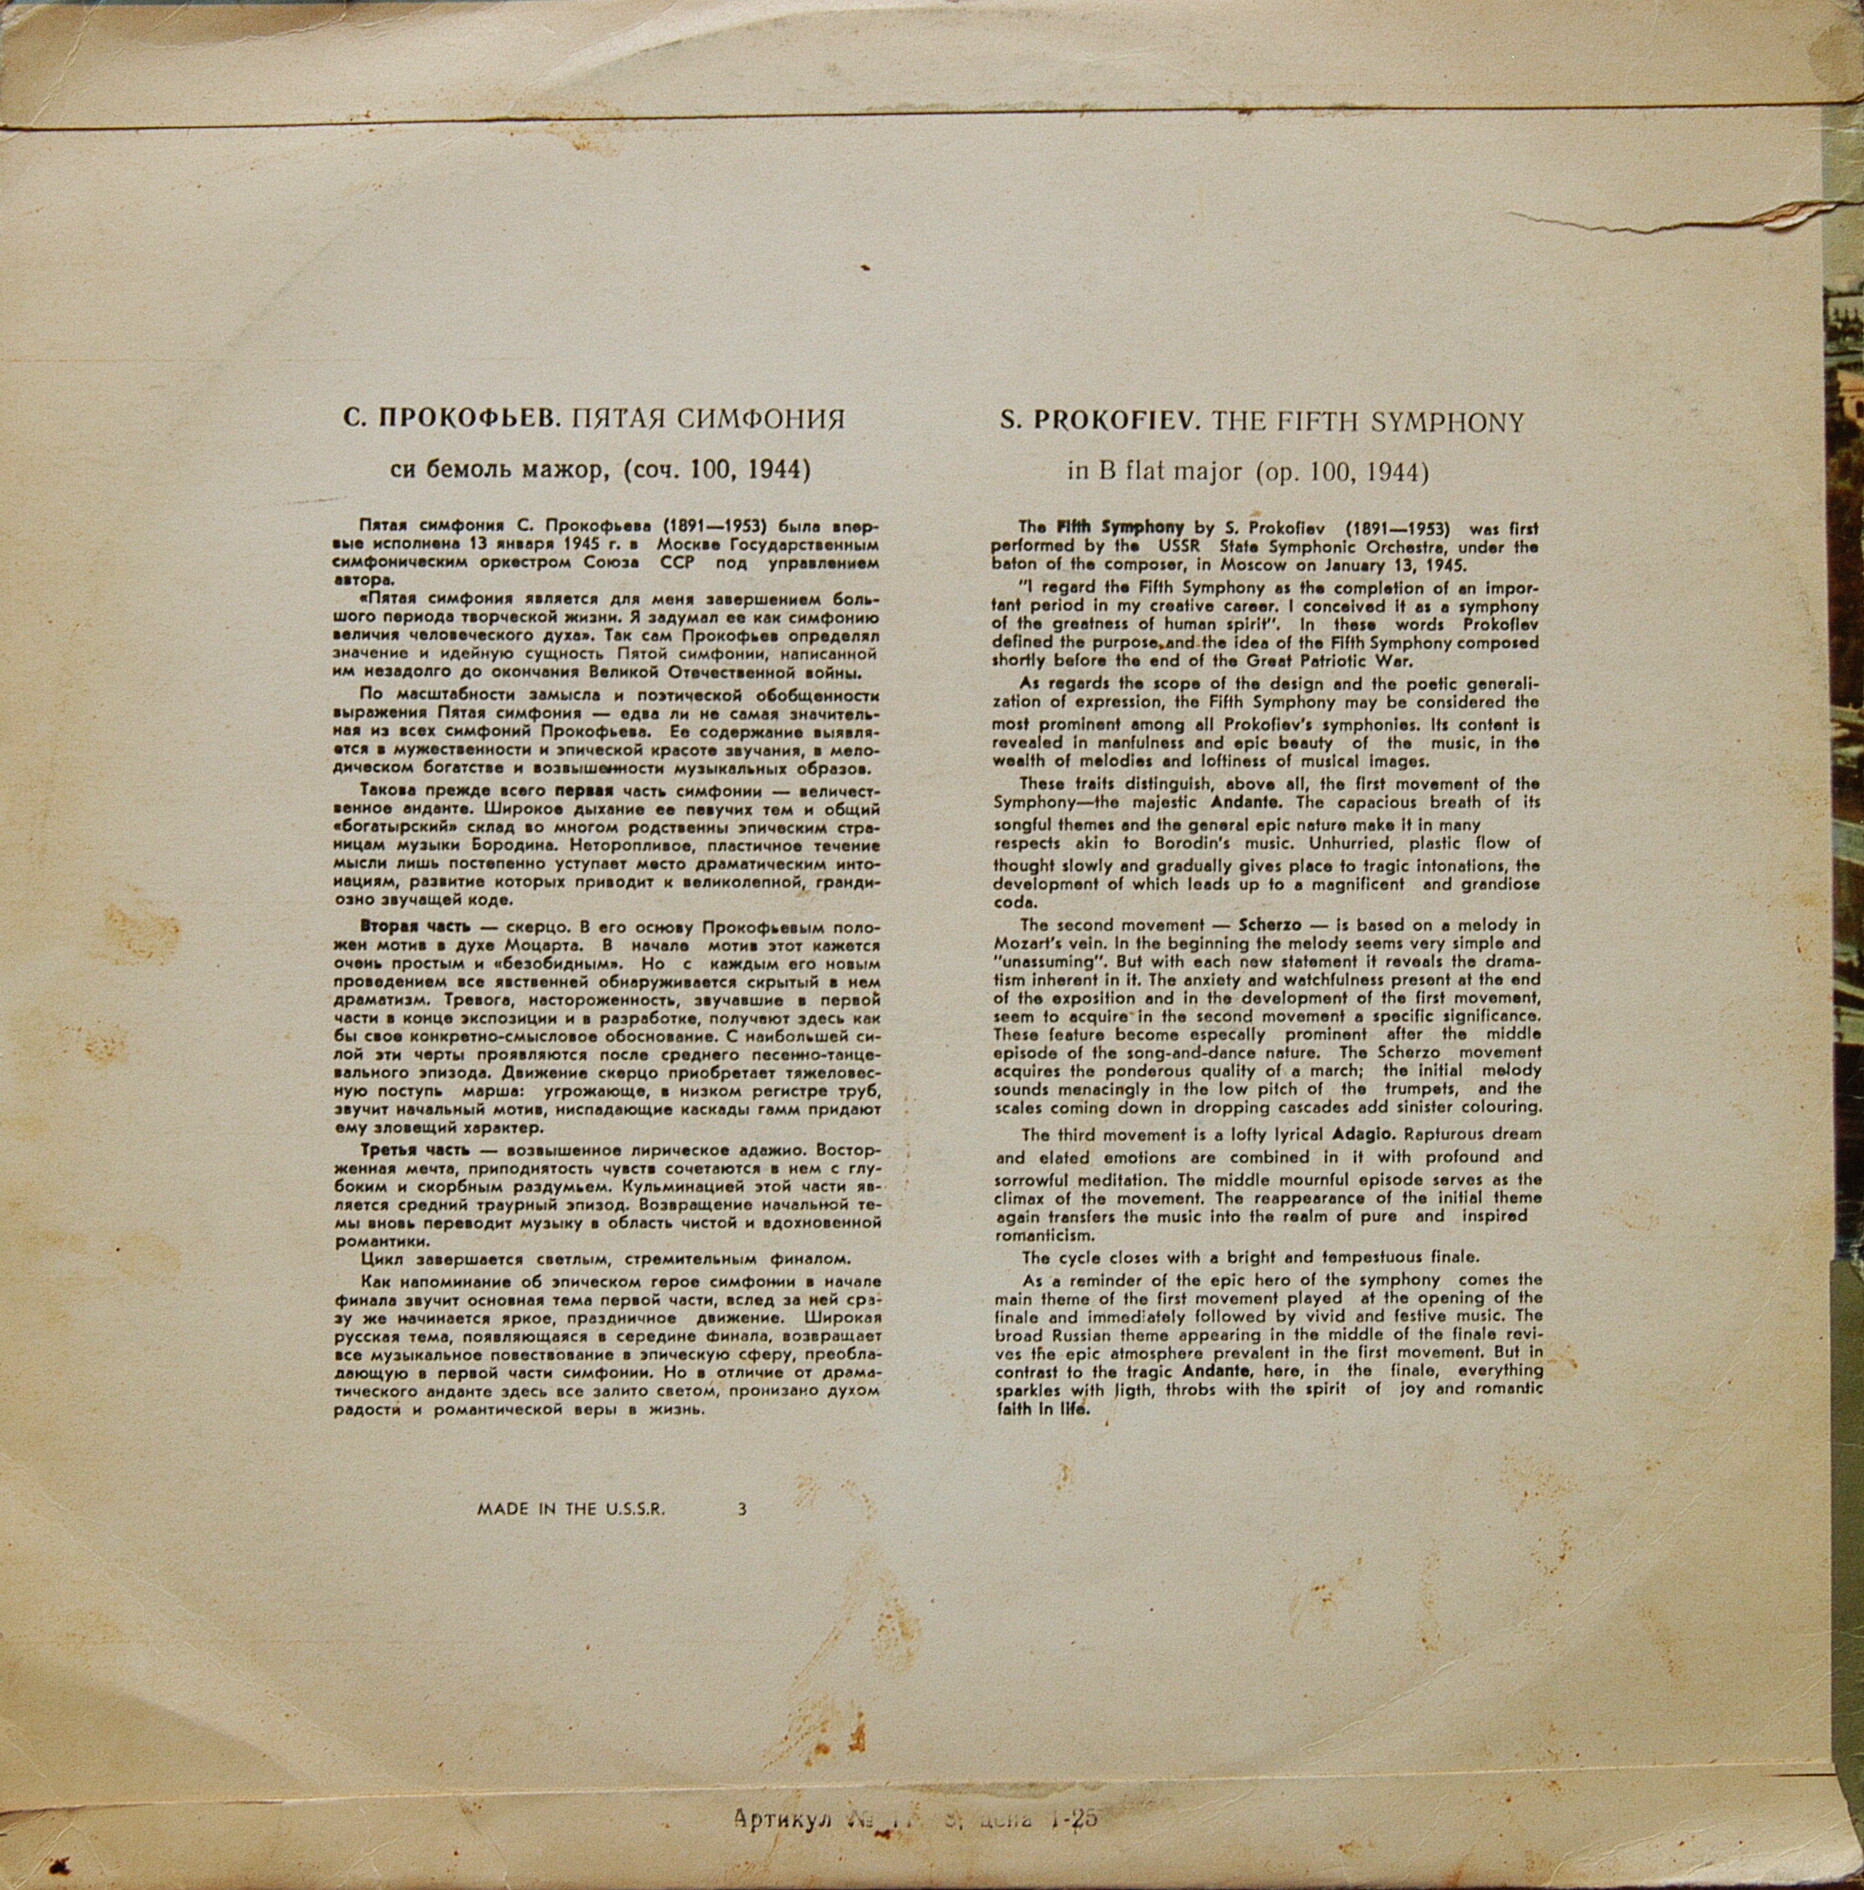 С. ПРОКОФЬЕВ. ПЯТАЯ СИМФОНИЯ
си бемоль мажор, (соч. 100, 1944)
Пятая симфония С. Прокофьева (1891—1953) была впер-
вые исполнена 13 января 1945 г. в Москве Государственным
симфоническим оркестром Союза ССР под управлением
автора.
«Пятая симфония является для меня завершением боль-
шого периода творческой жизни. Я задумал ее как симфонию
величия человеческого духа». Так сам Прокофьев определял
значение и идейную сущность Пятой симфонии, написанной
им незадолго до окончания Великой Отечественной войны.
По масштабности замысла и поэтической обобщенности
выражения Пятая симфония — едва ли не самая значитель-
ная из всех симфоний Прокофьева. Ее содержание выявля-
ется в мужественности и эпической красоте звучания, в мело-
дическом богатстве и возвышенности музыкальных образов.
Такова прежде всего первая часть симфонии — величест-
венное анданте. Широкое дыхание ее певучих тем и общий
«богатырский» склад во многом родственны эпическим стра-
ницам музыки Бородина. Неторопливое, пластичное течение
мысли лишь постепенно уступает место драматическим инто-
нациям, развитие которых приводит к великолепной, гранди-
озно звучащей коде.
Вторая часть — скерцо. В его основу Прокофьевым поло-
жен мотив в духе Моцарта. В начале мотив этот кажется
очень простым и «безобидным». Но с каждым его новым
проведением все явственней обнаруживается скрытый в нем
драматизм. Тревога, настороженность, звучавшие в первой
части в конце экспозиции и в разработке, получают здесь как
бы свое конкретно-смысловое обоснование. С наибольшей си-
лой эти черты проявляются после среднего песенно-танце-
вального эпизода. Движение скерцо приобретает тяжеловес-
ную поступь марша: угрожающе, в низком регистре труб,
звучит начальный мотив, ниспадающие каскады гамм придают
ему зловещий характер.
Третья часть — возвышенное лирическое адажио. Востор-
женная мечта, приподнятость чувств сочетаются в нем с глу-
боким и скорбным раздумьем. Кульминацией этой части яв-
ляется средний траурный эпизод. Возвращение начальной те-
мы вновь переводит музыку в область чистой и вдохновенной
романтики.
Цикл завершается светлым, стремительным финалом.
Как напоминание об эпическом герое симфонии в начале
финала звучит основная тема первой части, вслед за ней сра-
зу же начинается яркое, праздничное движение. Широкая
русская тема, появляющаяся в середине финала, возвращает
все музыкальное повествование в эпическую сферу, преобла-
дающую в первой части симфонии. Но в отличие от драма-
тического анданте здесь все залито светом, пронизано духом
радости и романтической веры в жизнь.
MADE IN THE U.S.S.R. 3
S. PROKOFIEV. THE FIFTH SYMPHONY
in B flat major (op. 100, 1944)
The Fifth Symphony by S. Prokofiev (1891—1953) was first
performed by the USSR State Symphonic Orchestra, under the
baton of the composer, in Moscow on January 13, 1945.
"I regard the Fifth Symphony as the completion of an impor-
tant period in my creative career. I conceived it as a symphony
of the greatness of human spirit". In these words Prokofiev
defined the purpose and the idea of the Fifth Symphony composed
shortly before the end of the Great Patriotic War.
As regards the scope of the design and the poetic generali-
zation of expression, the Fifth Symphony may be considered the
most prominent among all Prokofiev's symphonies. Its content is
revealed in manfulness and epic beauty of the music, in the
wealth of melodies and loftiness of musical images.
These traits distinguish, above all, the first movement of the
Symphony—the majestic Andante. The capacious breath of its
songful themes and the general epic nature make it in many
respects akin to Borodin's music. Unhurried, plastic flow of
thought slowly and gradually gives place to tragic intonations, the
development of which leads up to a magnificent and grandiose
coda.
The second movement — Scherzo — is based on a melody in
Mozart's vein. In the beginning the melody seems very simple and
"unassuming". But with each new statement it reveals the drama-
tism inherent in it. The anxiety and watchfulness present at the end
of the exposition and in the development of the first movement,
seem to acquire in the second movement a specific significance.
These feature become especally prominent after the middle
episode of the song-and-dance nature. The Scherzo movement
acquires the ponderous quality of a march; the initial melody
sounds menacingly in the low pitch of the trumpets, and the
scales coming down in dropping cascades add sinister colouring.
The third movement is a lofty lyrical Adagio. Rapturous dream
and elated emotions are combined in it with profound and
sorrowful meditation. The middle mournful episode serves as the
climax of the movement. The reappearance of the initial theme
again transfers the music into the realm of pure and inspired
romanticism.
The cycle closes with a bright and tempestuous finale.
As a reminder of the epic hero of the symphony comes the
main theme of the first movement played at the opening of the
finale and immediately followed by vivid and festive music. The
broad Russian theme appearing in the middle of the finale revi-
ves the epic atmosphere prevalent in the first movement. But in
contrast to the tragic Andante, here, in the finale, everything
sparkles with ligth, throbs with the spirit of joy and romantic
faith in life.
Артикул № цена 1-25